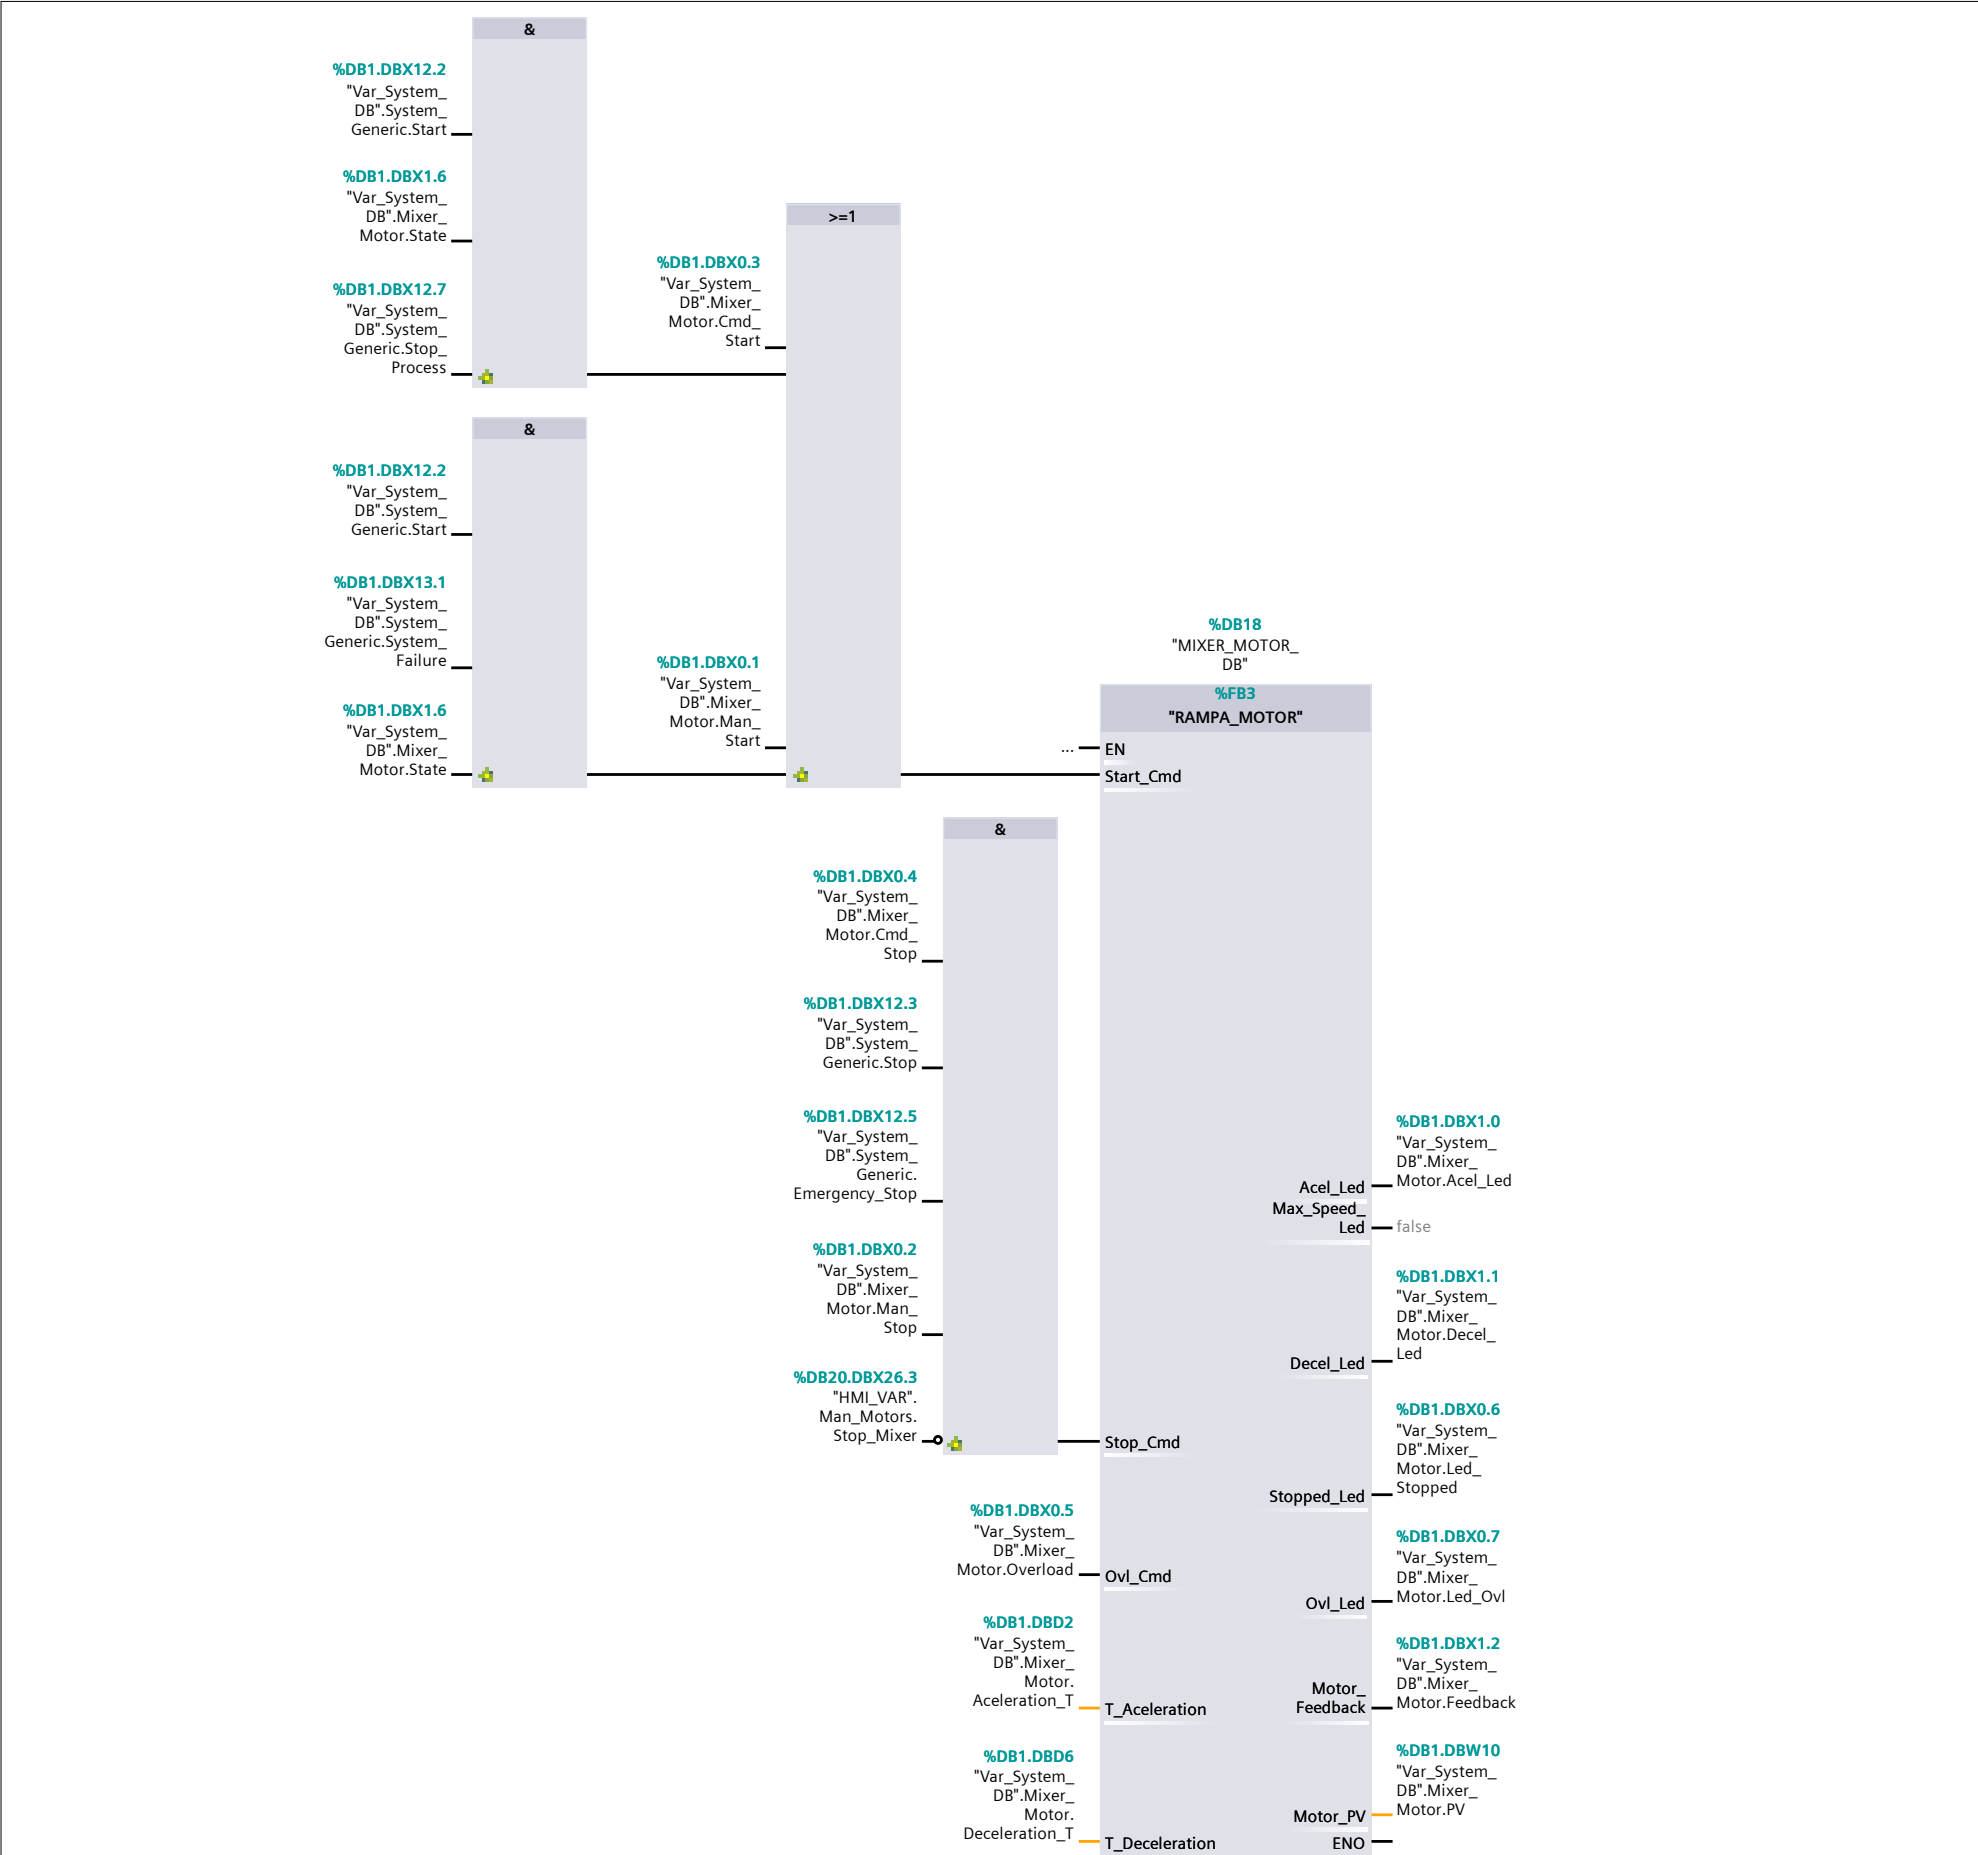 &
%DB1.DBX12.2
"Var_System_
DB".System_
Generic.Start
%DB1.DBX1.6
"Var_System_
DB".Mixer_
Motor.State
%DB1.DBX12.7
"Var_System_
DB".System_
Generic.Stop_
Process
>=1
%DB1.DBX0.3
"Var_System_
DB".Mixer_
Motor.Cmd_
Start
&
%DB1.DBX12.2
"Var_System_
DB".System_
Generic.Start
%DB1.DBX13.1
"Var_System_
DB".System_
Generic.System_
Failure
%DB1.DBX1.6
"Var_System_
DB".Mixer_
Motor.State
%DB1.DBX0.1
"Var_System_
DB".Mixer_
Motor.Man_
Start
%DB18
"MIXER_MOTOR_
DB"
%FB3
"RAMPA_MOTOR"
... EN
Start_Cmd
&
%DB1.DBX0.4
"Var_System_
DB".Mixer_
Motor.Cmd_
Stop
%DB1.DBX12.3
"Var_System_
DB".System_
Generic.Stop
%DB1.DBX12.5
"Var_System_
DB".System_
Generic.
Emergency_Stop
%DB1.DBX0.2
"Var_System_
DB".Mixer_
Motor.Man_
Stop
%DB20.DBX26.3
"HMI_VAR".
Man_Motors.
Stop_Mixer
Stop_Cmd
%DB1.DBX0.5
"Var_System_
DB".Mixer_
Motor.Overload
Ovl_Cmd
%DB1.DBD2
"Var_System_
DB".Mixer_
Motor.
Aceleration_T
T_Aceleration
%DB1.DBD6
"Var_System_
DB".Mixer_
Motor.
Deceleration_T
T_Deceleration
%DB1.DBX1.0
"Var_System_
DB".Mixer_
Motor.Acel_Led
Acel_Led
Max_Speed_
Led
false
%DB1.DBX1.1
"Var_System_
DB".Mixer_
Motor.Decel_
Led
Decel_Led
%DB1.DBX0.6
"Var_System_
DB".Mixer_
Motor.Led_
Stopped
Stopped_Led
%DB1.DBX0.7
"Var_System_
DB".Mixer_
Motor.Led_Ovl
Ovl_Led
%DB1.DBX1.2
"Var_System_
DB".Mixer_
Motor.Feedback
Motor_
Feedback
%DB1.DBW10
"Var_System_
DB".Mixer_
Motor.PV
Motor_PV
ENO